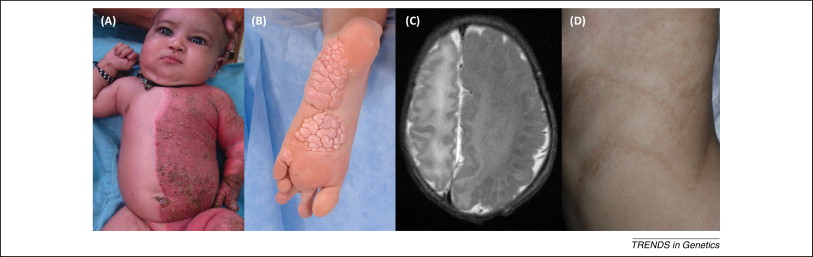 (A) (B) (C) (D)
TRENDS in Genetics